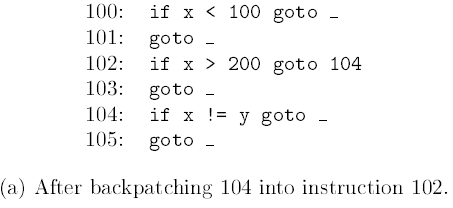 100: if x < 100 goto _
101: goto _
102: if x > 200 goto 104
103: goto _
104: if x != y goto _
105: goto _
(a) After backpatching 104 into instruction 102.